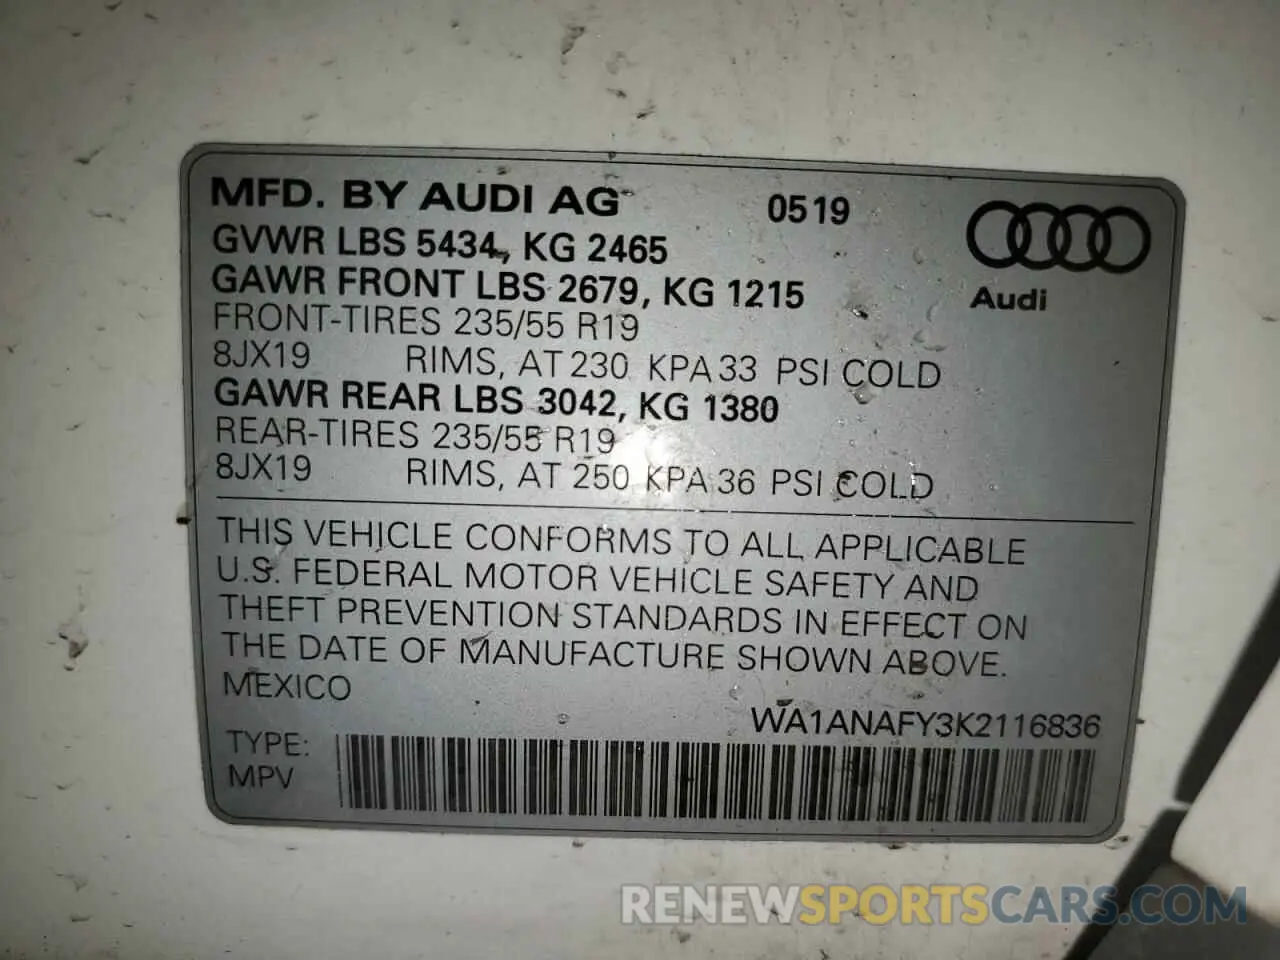 MFD. BY AUDI AG 0519
GVWR LBS 5434, KG 2465
GAWR FRONT LBS 2679, KG 1215
Audi
FRONT-TIRES 235/55 R19
8JX19 RIMS, AT 230 KPA 33 PSI COLD
GAWR REAR LBS 3042, KG 1380
REAR-TIRES 235/55 R19
8JX19 RIMS, AT 250 KPA 36 PSI COLD
THIS VEHICLE CONFORMS TO ALL APPLICABLE
U.S. FEDERAL MOTOR VEHICLE SAFETY AND
THEFT PREVENTION STANDARDS IN EFFECT ON
THE DATE OF MANUFACTURE SHOWN ABOVE.
MEXICO
WA1ANAFY3K2116836
TYPE:
MPV
RENEWSPORTSCARS.COM